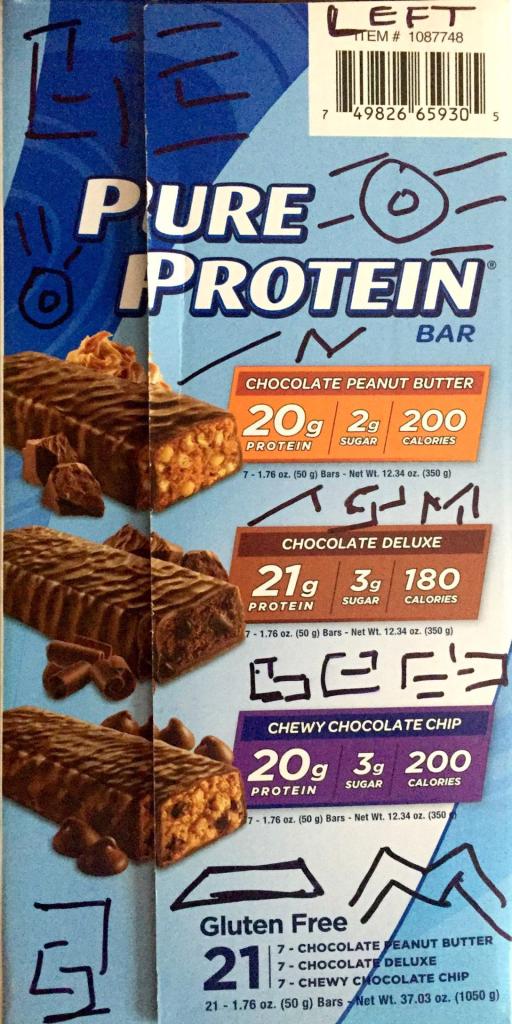 LEFT
ITEM # 1087748
7 49826 65930 5
PURE
PROTEIN®
BAR
CHOCOLATE PEANUT BUTTER
20g PROTEIN 2g SUGAR 200 CALORIES
7 - 1.76 oz. (50 g) Bars - Net Wt. 12.34 oz. (350 g)
CHOCOLATE DELUXE
21g PROTEIN 3g SUGAR 180 CALORIES
7 - 1.76 oz. (50 g) Bars - Net Wt. 12.34 oz. (350 g)
CHEWY CHOCOLATE CHIP
20g PROTEIN 3g SUGAR 200 CALORIES
7 - 1.76 oz. (50 g) Bars - Net Wt. 12.34 oz. (350 g)
Gluten Free
21
7 - CHOCOLATE PEANUT BUTTER
7 - CHOCOLATE DELUXE
7 - CHEWY CHOCOLATE CHIP
21 - 1.76 oz. (50 g) Bars - Net Wt. 37.03 oz. (1050 g)